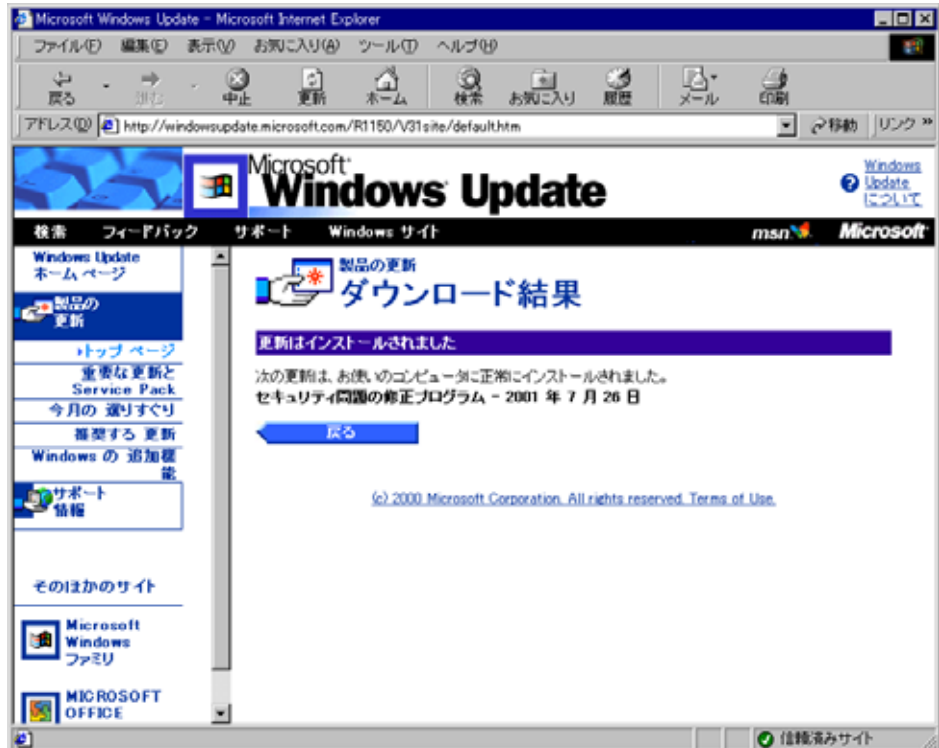 Microsoft Windows Update - Microsoft Internet Explorer
ファイル(F) 編集(E) 表示(V) お気に入り(A) ツール(T) ヘルプ(H)
戻る 進む 中止 更新 ホーム 検索 お気に入り 履歴 メール 印刷
アドレス(D) http://windowsupdate.microsoft.com/R1150/V31site/default.htm 移動 リンク »
Microsoft
Windows Update
Windows
Update
について
検索 フィードバック サポート Windows サイト msn Microsoft
Windows Update
ホーム ページ
製品の
更新
トップ ページ
重要な更新と
Service Pack
今月の 選りすぐり
推奨する 更新
Windows の 追加機
能
サポート
情報
そのほかのサイト
Microsoft
Windows
ファミリ
MICROSOFT
OFFICE
製品の更新
ダウンロード結果
更新はインストールされました
次の更新は、お使いのコンピュータに正常にインストールされました。
セキュリティ問題の修正プログラム - 2001 年 7 月 26 日
戻る
(c) 2000 Microsoft Corporation. All rights reserved. Terms of Use.
信頼済みサイト